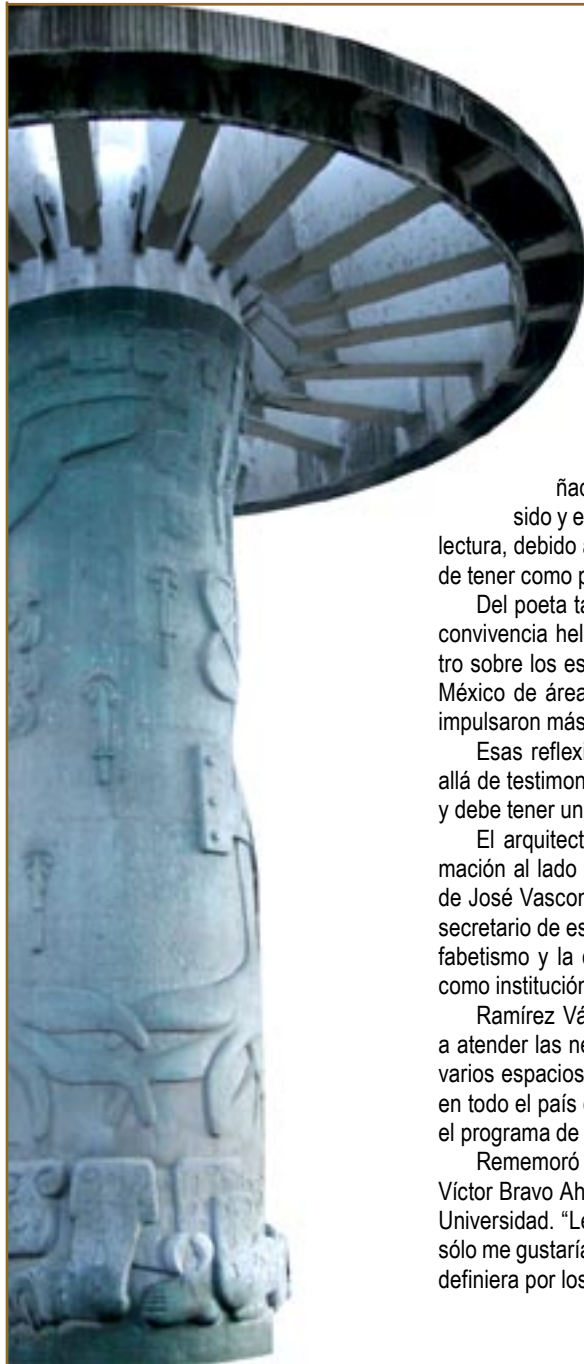 ñac
sido y e
lectura, debido a
de tener como p
Del poeta ta
convivencia hel
tro sobre los es
México de área
impulsaron más
Esas reflexi
allá de testimon
y debe tener un
El arquitect
mación al lado
de José Vascon
secretario de es
fabetismo y la
como institución
Ramírez Vá
a atender las ne
varios espacios
en todo el país
el programa de
Rememoró
Víctor Bravo Ah
Universidad. “Le
sólo me gustaría
definiera por los